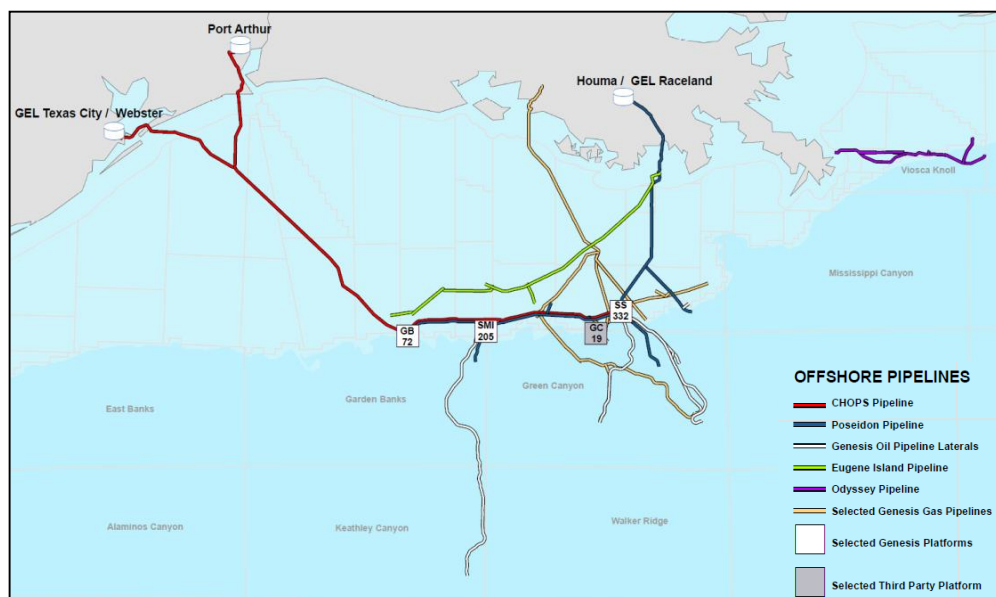 Port Arthur
Houma / GEL Raceland
GEL Texas City / Webster
Viosca Knoll
Mississippi Canyon
SS
332
SMI
205
GB
72
GC
19
OFFSHORE PIPELINES
Green Canyon
Garden Banks
East Banks
CHOPS Pipeline
Poseidon Pipeline
Genesis Oil Pipeline Laterals
Eugene Island Pipeline
Odyssey Pipeline
Selected Genesis Gas Pipelines
Walker Ridge
Keathley Canyon
Alaminos Canyon
Selected Genesis Platforms
Selected Third Party Platform